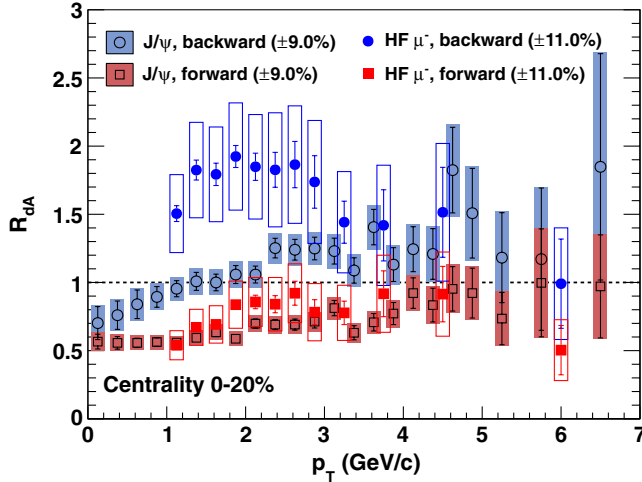 J/ψ, backward (±9.0%)
HF μ⁻, backward (±11.0%)
J/ψ, forward (±9.0%)
HF μ⁻, forward (±11.0%)
3
2.5
2
1.5
1
0.5
0
R_dA
Centrality 0-20%
0 1 2 3 4 5 6 7
p_T (GeV/c)